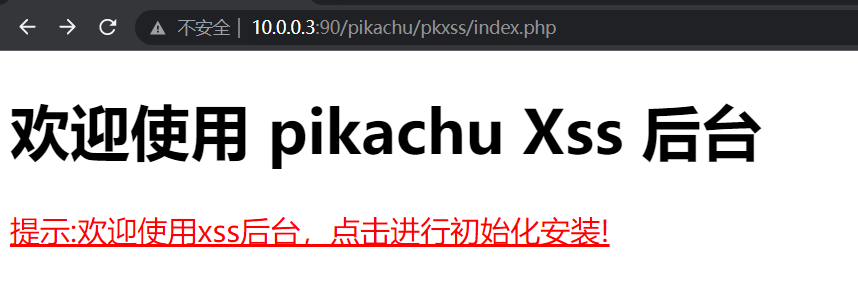 不安全 | 10.0.0.3:90/pikachu/pkxss/index.php
欢迎使用 pikachu Xss 后台
提示:欢迎使用xss后台，点击进行初始化安装!